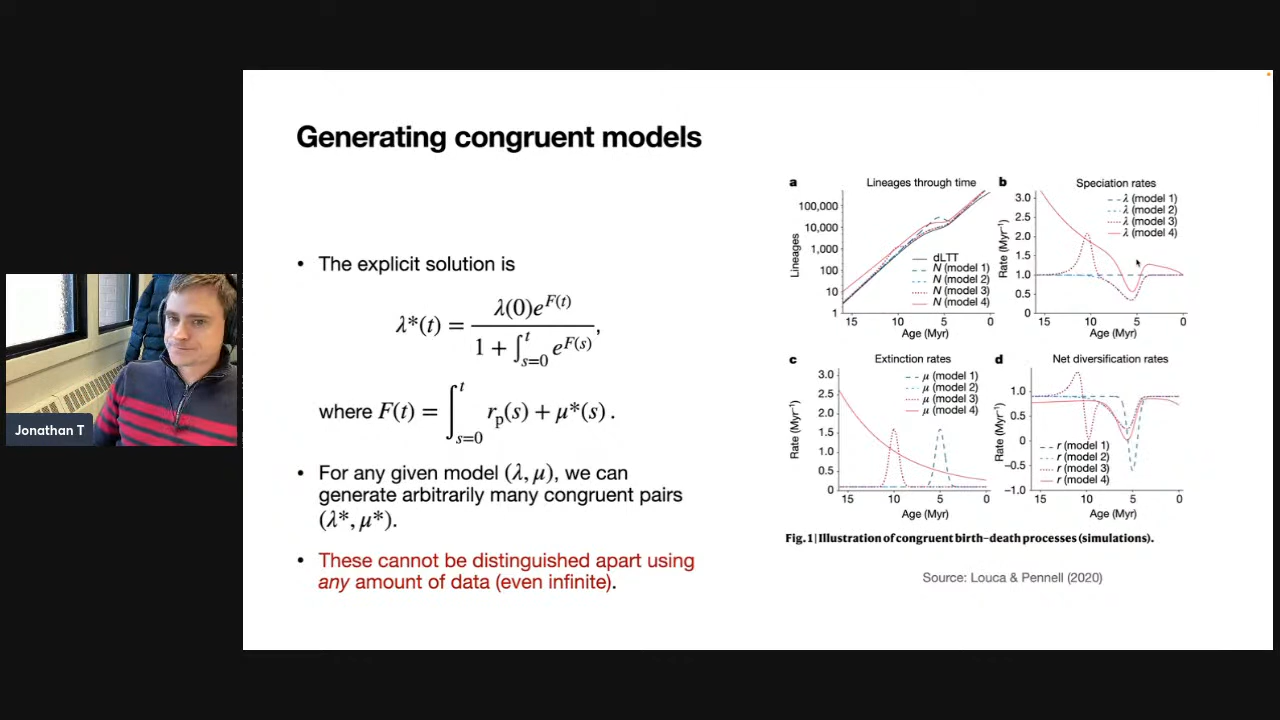 Generating congruent models
• The explicit solution is
λ*(t) = λ(0)e^{F(t)} / (1 + ∫_{s=0}^{t} e^{F(s)}),
where F(t) = ∫_{s=0}^{t} r_p(s) + μ*(s) .
• For any given model (λ, μ), we can
generate arbitrarily many congruent pairs
(λ*, μ*).
• These cannot be distinguished apart using
any amount of data (even infinite).
Jonathan T
a
Lineages through time
100,000
10,000
1,000
100
10
1
Lineages
dLTT
N (model 1)
N (model 2)
N (model 3)
N (model 4)
15 10 5 0
Age (Myr)
b
Speciation rates
3.0
2.5
2.0
1.5
1.0
0.5
0
Rate (Myr⁻¹)
λ (model 1)
λ (model 2)
λ (model 3)
λ (model 4)
15 10 5 0
Age (Myr)
c
Extinction rates
3.0
2.5
2.0
1.5
1.0
0.5
0
Rate (Myr⁻¹)
μ (model 1)
μ (model 2)
μ (model 3)
μ (model 4)
15 10 5 0
Age (Myr)
d
Net diversification rates
1.0
0.5
0
−0.5
−1.0
Rate (Myr⁻¹)
r (model 1)
r (model 2)
r (model 3)
r (model 4)
15 10 5 0
Age (Myr)
Fig. 1 | Illustration of congruent birth–death processes (simulations).
Source: Louca & Pennell (2020)